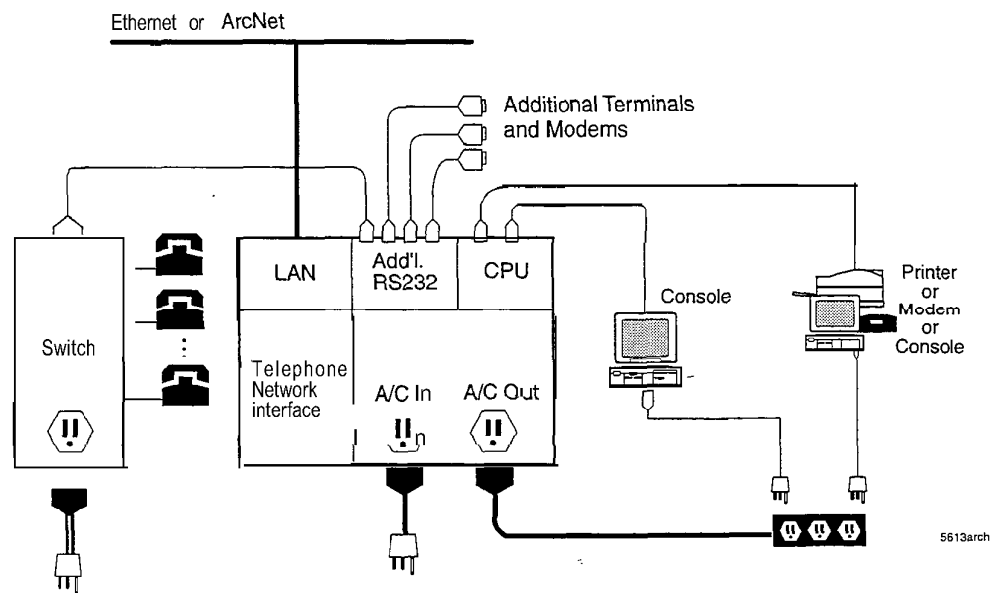 Ethernet or ArcNet
Additional Terminals
and Modems
LAN
Add'l.
RS232
CPU
Console
Printer
or
Modem
or
Console
Switch
Telephone
Network
interface
A/C In
A/C Out
n
5613arch